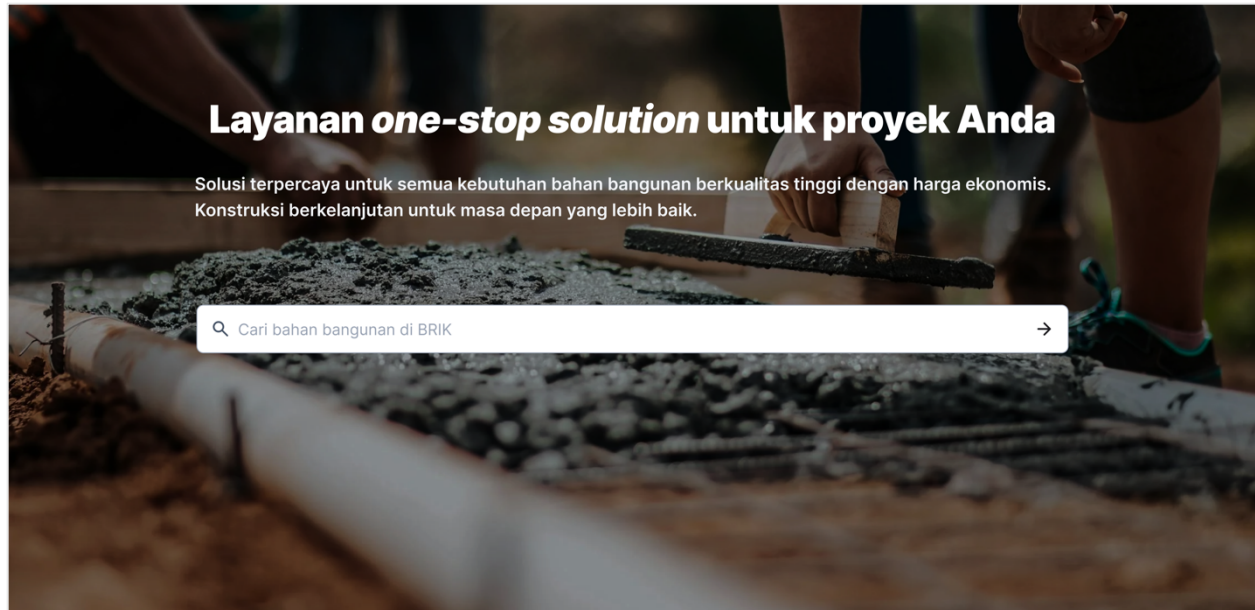 Layanan one-stop solution untuk proyek Anda
Solusi terpercaya untuk semua kebutuhan bahan bangunan berkualitas tinggi dengan harga ekonomis.
Konstruksi berkelanjutan untuk masa depan yang lebih baik.
Cari bahan bangunan di BRIK